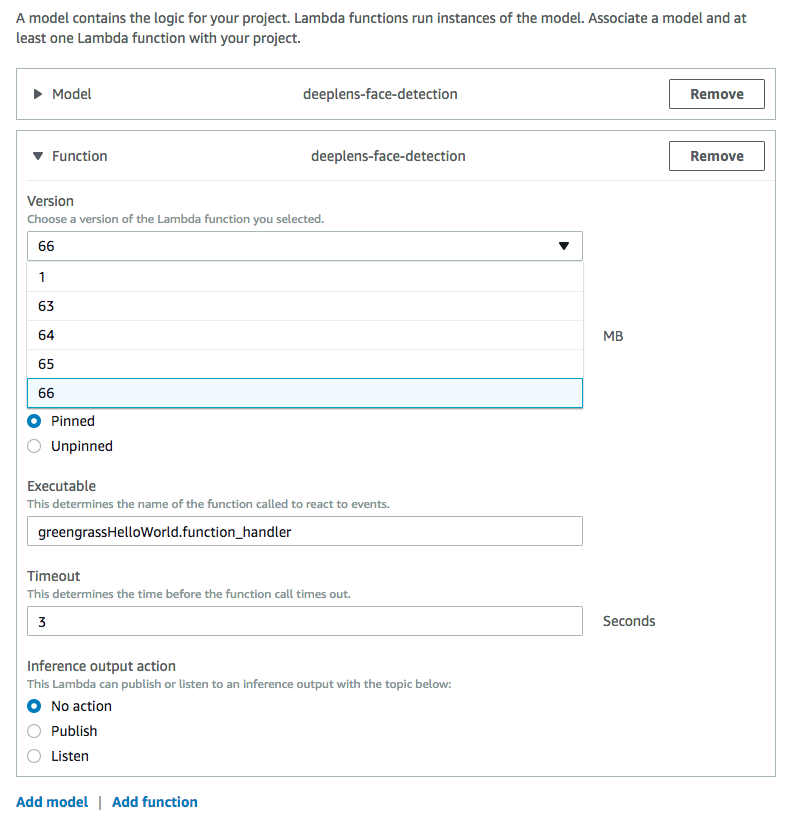 A model contains the logic for your project. Lambda functions run instances of the model. Associate a model and at
least one Lambda function with your project.
Model deeplens-face-detection Remove
Function deeplens-face-detection Remove
Version
Choose a version of the Lambda function you selected.
66
1
63
64
MB
65
66
Pinned
Unpinned
Executable
This determines the name of the function called to react to events.
greengrassHelloWorld.function_handler
Timeout
This determines the time before the function call times out.
3 Seconds
Inference output action
This Lambda can publish or listen to an inference output with the topic below:
No action
Publish
Listen
Add model | Add function